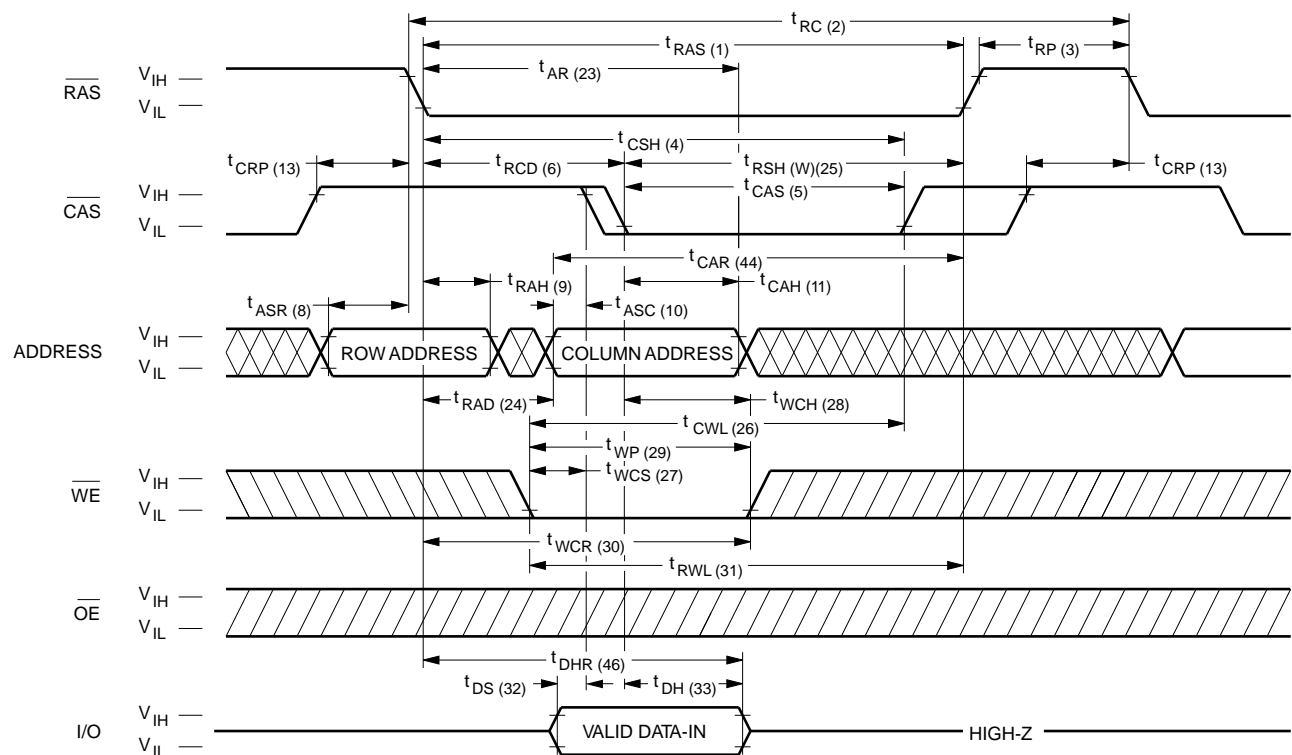 t RC (2)
t RAS (1)
t RP (3)
t AR (23)
RAS
V IH
V IL
t CSH (4)
t CRP (13)
t RCD (6)
t RSH (W)(25)
t CRP (13)
t CAS (5)
CAS
V IH
V IL
t CAR (44)
t RAH (9)
t CAH (11)
t ASR (8)
t ASC (10)
ADDRESS
V IH
V IL
ROW ADDRESS
COLUMN ADDRESS
t RAD (24)
t WCH (28)
t CWL (26)
t WP (29)
t WCS (27)
WE
V IH
V IL
t WCR (30)
t RWL (31)
OE
V IH
V IL
t DHR (46)
t DS (32)
t DH (33)
I/O
V IH
V IL
VALID DATA-IN
HIGH-Z